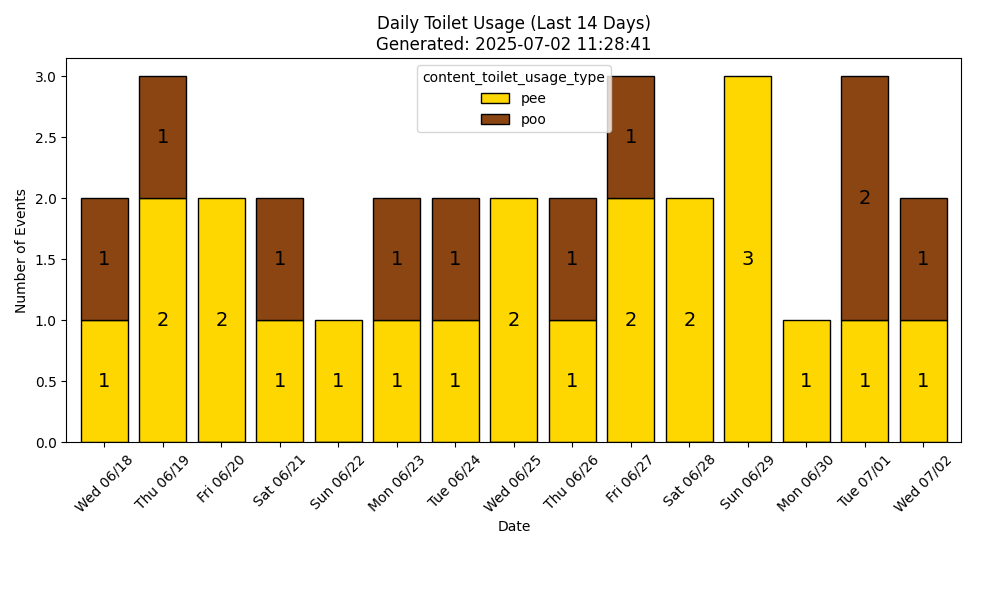 Daily Toilet Usage (Last 14 Days)
Generated: 2025-07-02 11:28:41
content_toilet_usage_type
pee
poo
Number of Events
3.0
2.5
2.0
1.5
1.0
0.5
0.0
1 1 1 1 1 1 1 2 1
1 2 2 1 1 1 1 2 1 2 2 3 1 1 1
Wed 06/18
Thu 06/19
Fri 06/20
Sat 06/21
Sun 06/22
Mon 06/23
Tue 06/24
Wed 06/25
Thu 06/26
Fri 06/27
Sat 06/28
Sun 06/29
Mon 06/30
Tue 07/01
Wed 07/02
Date